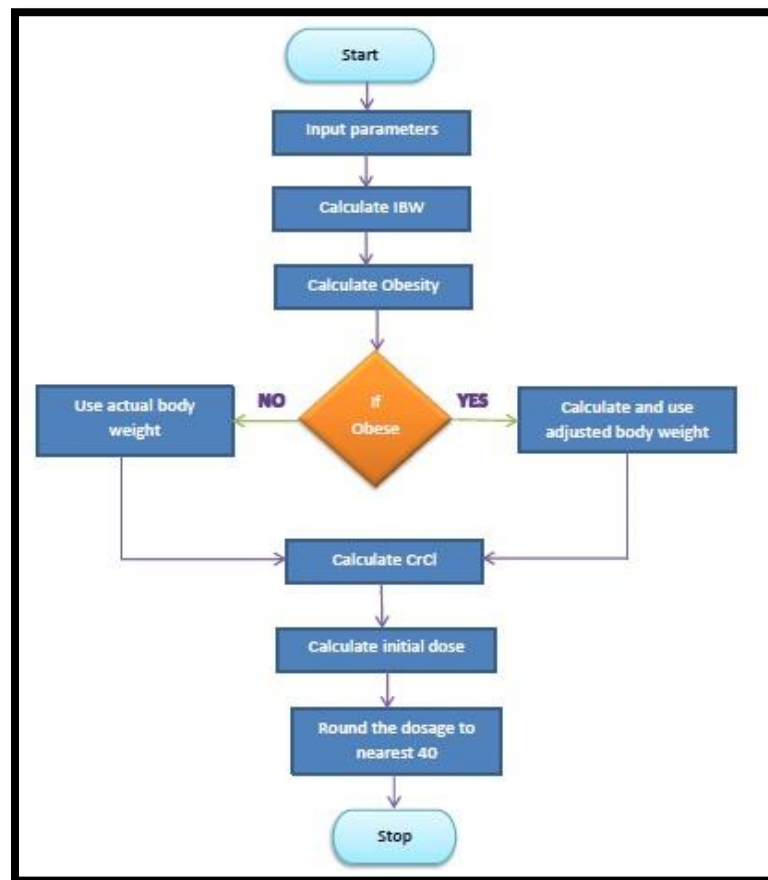 Start
Input parameters
Calculate IBW
Calculate Obesity
If
Obese
NO
YES
Use actual body
weight
Calculate and use
adjusted body weight
Calculate CrCl
Calculate initial dose
Round the dosage to
nearest 40
Stop